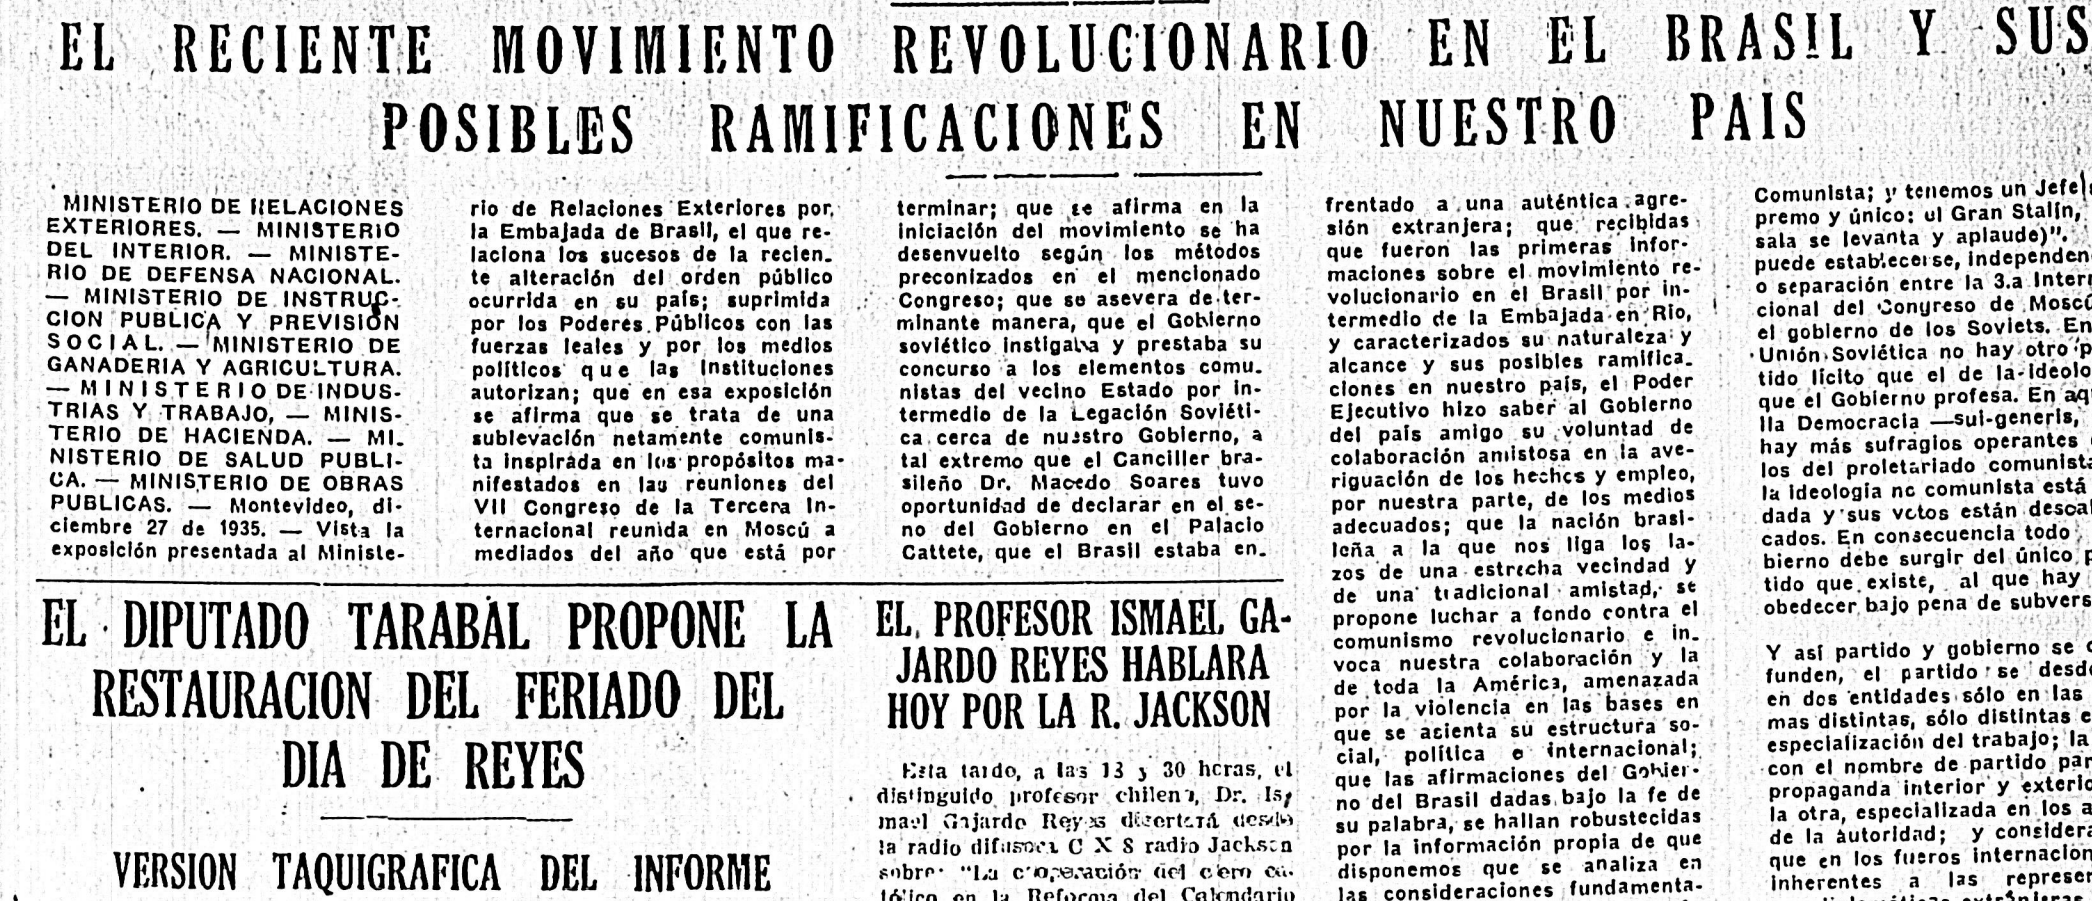 EL RECIENTE MOVIMIENTO REVOLUCIONARIO EN EL BRASIL Y SUS
POSIBLES RAMIFICACIONES EN NUESTRO PAIS
MINISTERIO DE RELACIONES
EXTERIORES. — MINISTERIO
DEL INTERIOR. — MINISTE-
RIO DE DEFENSA NACIONAL.
— MINISTERIO DE INSTRUC-
CION PUBLICA Y PREVISION
SOCIAL. — MINISTERIO DE
GANADERIA Y AGRICULTURA.
— MINISTERIO DE INDUS-
TRIAS Y TRABAJO, — MINIS-
TERIO DE HACIENDA. — MI-
NISTERIO DE SALUD PUBLI-
CA. — MINISTERIO DE OBRAS
PUBLICAS. — Montevideo, di-
ciembre 27 de 1935. — Vista la
exposición presentada al Ministe-
rio de Relaciones Exteriores por
la Embajada de Brasil, el que re-
laciona los sucesos de la recien-
te alteración del orden público
ocurrida en su país; suprimida
por los Poderes Públicos con las
fuerzas leales y por los medios
políticos que las Instituciones
autorizan; que en esa exposición
se afirma que se trata de una
sublevación netamente comunis-
ta inspirada en los propósitos ma-
nifestados en las reuniones del
VII Congreso de la Tercera In-
ternacional reunida en Moscú a
mediados del año que está por
terminar; que se afirma en la
iniciación del movimiento se ha
desenvuelto según los métodos
preconizados en el mencionado
Congreso; que se asevera de ter-
minante manera, que el Gobierno
soviético instigaba y prestaba su
concurso a los elementos comu-
nistas del vecino Estado por in-
termedio de la Legación Soviéti-
ca cerca de nuestro Gobierno, a
tal extremo que el Canciller bra-
sileño Dr. Macedo Soares tuvo
oportunidad de declarar en el se-
no del Gobierno en el Palacio
Cattete, que el Brasil estaba en-
frentado a una auténtica agre-
sión extranjera; que recibidas
que fueron las primeras infor-
maciones sobre el movimiento re-
volucionario en el Brasil por in-
termedio de la Embajada en Río,
y caracterizados su naturaleza y
alcance y sus posibles ramifica-
ciones en nuestro país, el Poder
Ejecutivo hizo saber al Gobierno
del país amigo su voluntad de
colaboración amistosa en la ave-
riguación de los hechos y empleo,
por nuestra parte, de los medios
adecuados; que la nación brasi-
leña a la que nos liga los la-
zos de una estrecha vecindad y
de una tradicional amistad, se
propone luchar a fondo contra el
comunismo revolucionario e in-
voca nuestra colaboración y la
de toda la América, amenazada
por la violencia en las bases en
que se asienta su estructura so-
cial, política e internacional;
que las afirmaciones del Gobier-
no del Brasil dadas bajo la fe de
su palabra, se hallan robustecidas
por la información propia de que
disponemos que se analiza en
las consideraciones fundamenta-
Comunista; y tenemos un Jefe
premo y único: ul Gran Stalin,
sala se levanta y aplaude)".
puede establecerse, independen
o separación entre la 3.a Inter
cional del Congreso de Moscú
el gobierno de los Soviets. En
Unión Soviética no hay otro p
tido lícito que el de la ideolo
que el Gobierno profesa. En aq
lla Democracia —sui-generis,
hay más sufragios operantes
los del proletariado comunista
la ideología no comunista está
dada y sus votos están descal
cados. En consecuencia todo
bierno debe surgir del único p
tido que existe, al que hay
obedecer bajo pena de subvers
Y así partido y gobierno se c
funden, el partido se desdo
en dos entidades sólo en las
mas distintas, sólo distintas e
especialización del trabajo; la
con el nombre de partido par
propaganda interior y exterio
la otra, especializada en los a
de la autoridad; y considera
que en los fueros internacion
inherentes a las represen
EL DIPUTADO TARABAL PROPONE LA
RESTAURACION DEL FERIADO DEL
DIA DE REYES
VERSION TAQUIGRAFICA DEL INFORME
EL PROFESOR ISMAEL GA-
JARDO REYES HABLARA
HOY POR LA R. JACKSON
Esta tarde, a las 13 y 30 horas, el
distinguido profesor chileno, Dr. Is-
mael Gajardo Reyes disertará desde
la radio difusora C X 8 radio Jackson
sobre: "La cooperación del clero ca-
tólico en la Reforma del Calendario